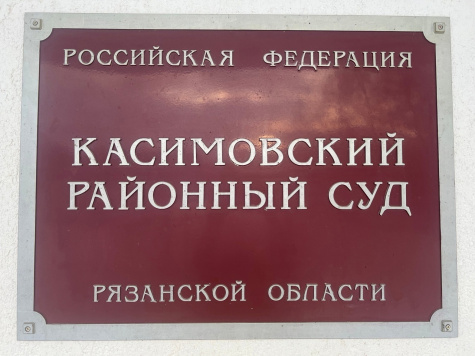 РОССИЙСКАЯ ФЕДЕРАЦИЯ
КАСИМОВСКИЙ
РАЙОННЫЙ СУД
РЯЗАНСКОЙ ОБЛАСТИ